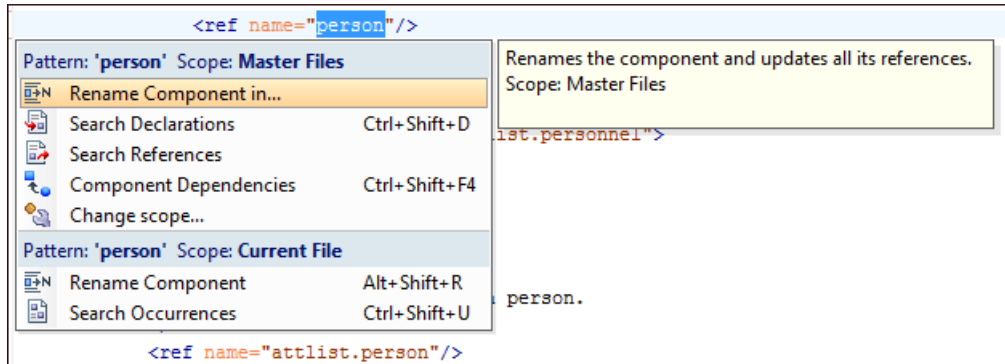 <ref name="person"/>
Pattern: 'person' Scope: Master Files
Rename Component in...
Search Declarations Ctrl+Shift+D
Search References
Component Dependencies Ctrl+Shift+F4
Change scope...
Pattern: 'person' Scope: Current File
Rename Component Alt+Shift+R
Search Occurrences Ctrl+Shift+U
Renames the component and updates all its references.
Scope: Master Files
list.personnel">
person.
<ref name="attlist.person"/>